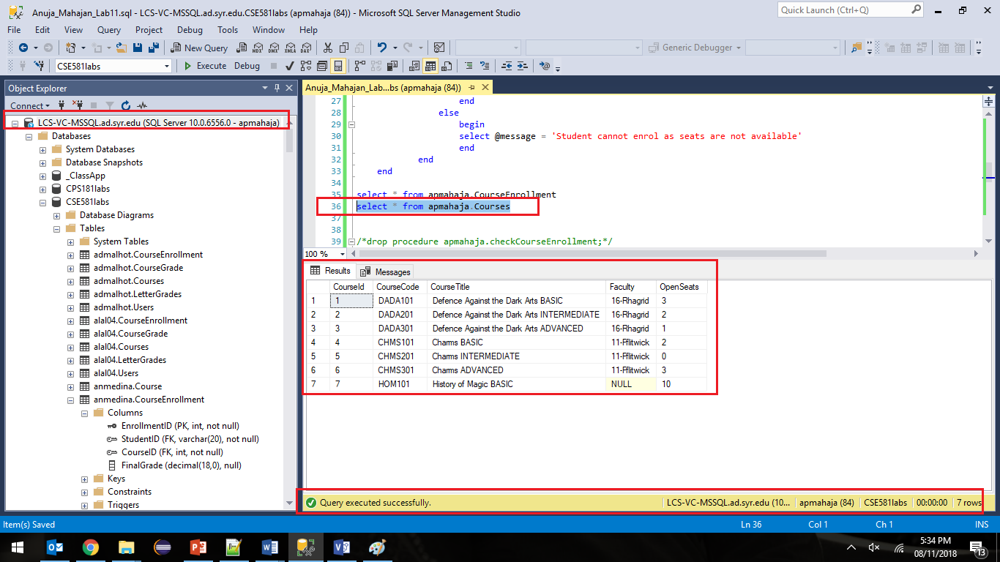 Anuja_Mahajan_Lab11.sql - LCS-VC-MSSQL.ad.syr.edu.CSE581labs (apmahaja (84)) - Microsoft SQL Server Management Studio
Quick Launch (Ctrl+Q)
File Edit View Query Project Debug Tools Window Help
New Query MDX DMX XMLA DAX Generic Debugger
CSE581labs Execute Debug
Object Explorer
Connect
LCS-VC-MSSQL.ad.syr.edu (SQL Server 10.0.6556.0 - apmahaja)
Databases
System Databases
Database Snapshots
_ClassApp
CPS181labs
CSE581labs
Database Diagrams
Tables
System Tables
admalhot.CourseEnrollment
admalhot.CourseGrade
admalhot.Courses
admalhot.LetterGrades
admalhot.Users
alal04.CourseEnrollment
alal04.CourseGrade
alal04.Courses
alal04.LetterGrades
alal04.Users
anmedina.Course
anmedina.CourseEnrollment
Columns
EnrollmentID (PK, int, not null)
StudentID (FK, varchar(20), not null)
CourseID (FK, int, not null)
FinalGrade (decimal(18,0), null)
Keys
Constraints
Triggers
Anuja_Mahajan_Lab...bs (apmahaja (84))
27 end
28 else
29 begin
30 select @message = 'Student cannot enrol as seats are not available'
31 end
32 end
33 end
34
35 select * from apmahaja.CourseEnrollment
36 select * from apmahaja.Courses
37
38
39 /*drop procedure apmahaja.checkCourseEnrollment;*/
100 %
Results Messages
CourseId CourseCode CourseTitle Faculty OpenSeats
1 1 DADA101 Defence Against the Dark Arts BASIC 16-Rhagrid 3
2 2 DADA201 Defence Against the Dark Arts INTERMEDIATE 16-Rhagrid 2
3 3 DADA301 Defence Against the Dark Arts ADVANCED 16-Rhagrid 1
4 4 CHMS101 Charms BASIC 11-Fflitwick 2
5 5 CHMS201 Charms INTERMEDIATE 11-Fflitwick 0
6 6 CHMS301 Charms ADVANCED 11-Fflitwick 3
7 7 HOM101 History of Magic BASIC NULL 10
Query executed successfully. LCS-VC-MSSQL.ad.syr.edu (10... apmahaja (84) CSE581labs 00:00:00 7 rows
Item(s) Saved Ln 36 Col 1 Ch 1 INS
5:34 PM
08/11/2018
13